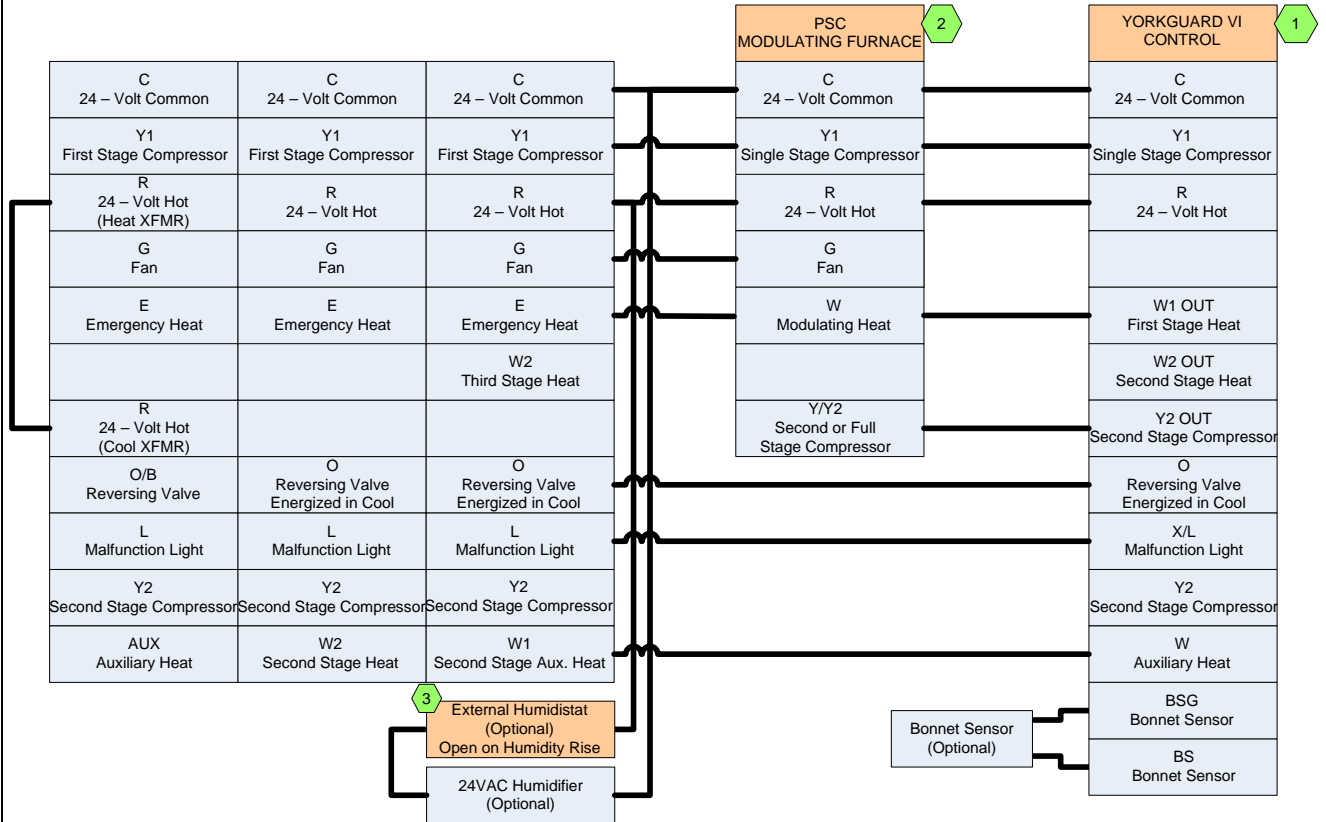 PSC
MODULATING FURNACE
2
YORKGUARD VI
CONTROL
1
C
24 – Volt Common
C
24 – Volt Common
C
24 – Volt Common
C
24 – Volt Common
C
24 – Volt Common
Y1
First Stage Compressor
Y1
First Stage Compressor
Y1
First Stage Compressor
Y1
Single Stage Compressor
Y1
Single Stage Compressor
R
24 – Volt Hot
(Heat XFMR)
R
24 – Volt Hot
R
24 – Volt Hot
R
24 – Volt Hot
R
24 – Volt Hot
G
Fan
G
Fan
G
Fan
G
Fan
E
Emergency Heat
E
Emergency Heat
E
Emergency Heat
W
Modulating Heat
W1 OUT
First Stage Heat
W2
Third Stage Heat
W2 OUT
Second Stage Heat
R
24 – Volt Hot
(Cool XFMR)
Y/Y2
Second or Full
Stage Compressor
Y2 OUT
Second Stage Compressor
O/B
Reversing Valve
O
Reversing Valve
Energized in Cool
O
Reversing Valve
Energized in Cool
O
Reversing Valve
Energized in Cool
L
Malfunction Light
L
Malfunction Light
L
Malfunction Light
X/L
Malfunction Light
Y2
Second Stage Compressor
Y2
Second Stage Compressor
Y2
Second Stage Compressor
Y2
Second Stage Compressor
AUX
Auxiliary Heat
W2
Second Stage Heat
W1
Second Stage Aux. Heat
W
Auxiliary Heat
3
External Humidistat
(Optional)
Open on Humidity Rise
24VAC Humidifier
(Optional)
Bonnet Sensor
(Optional)
BSG
Bonnet Sensor
BS
Bonnet Sensor